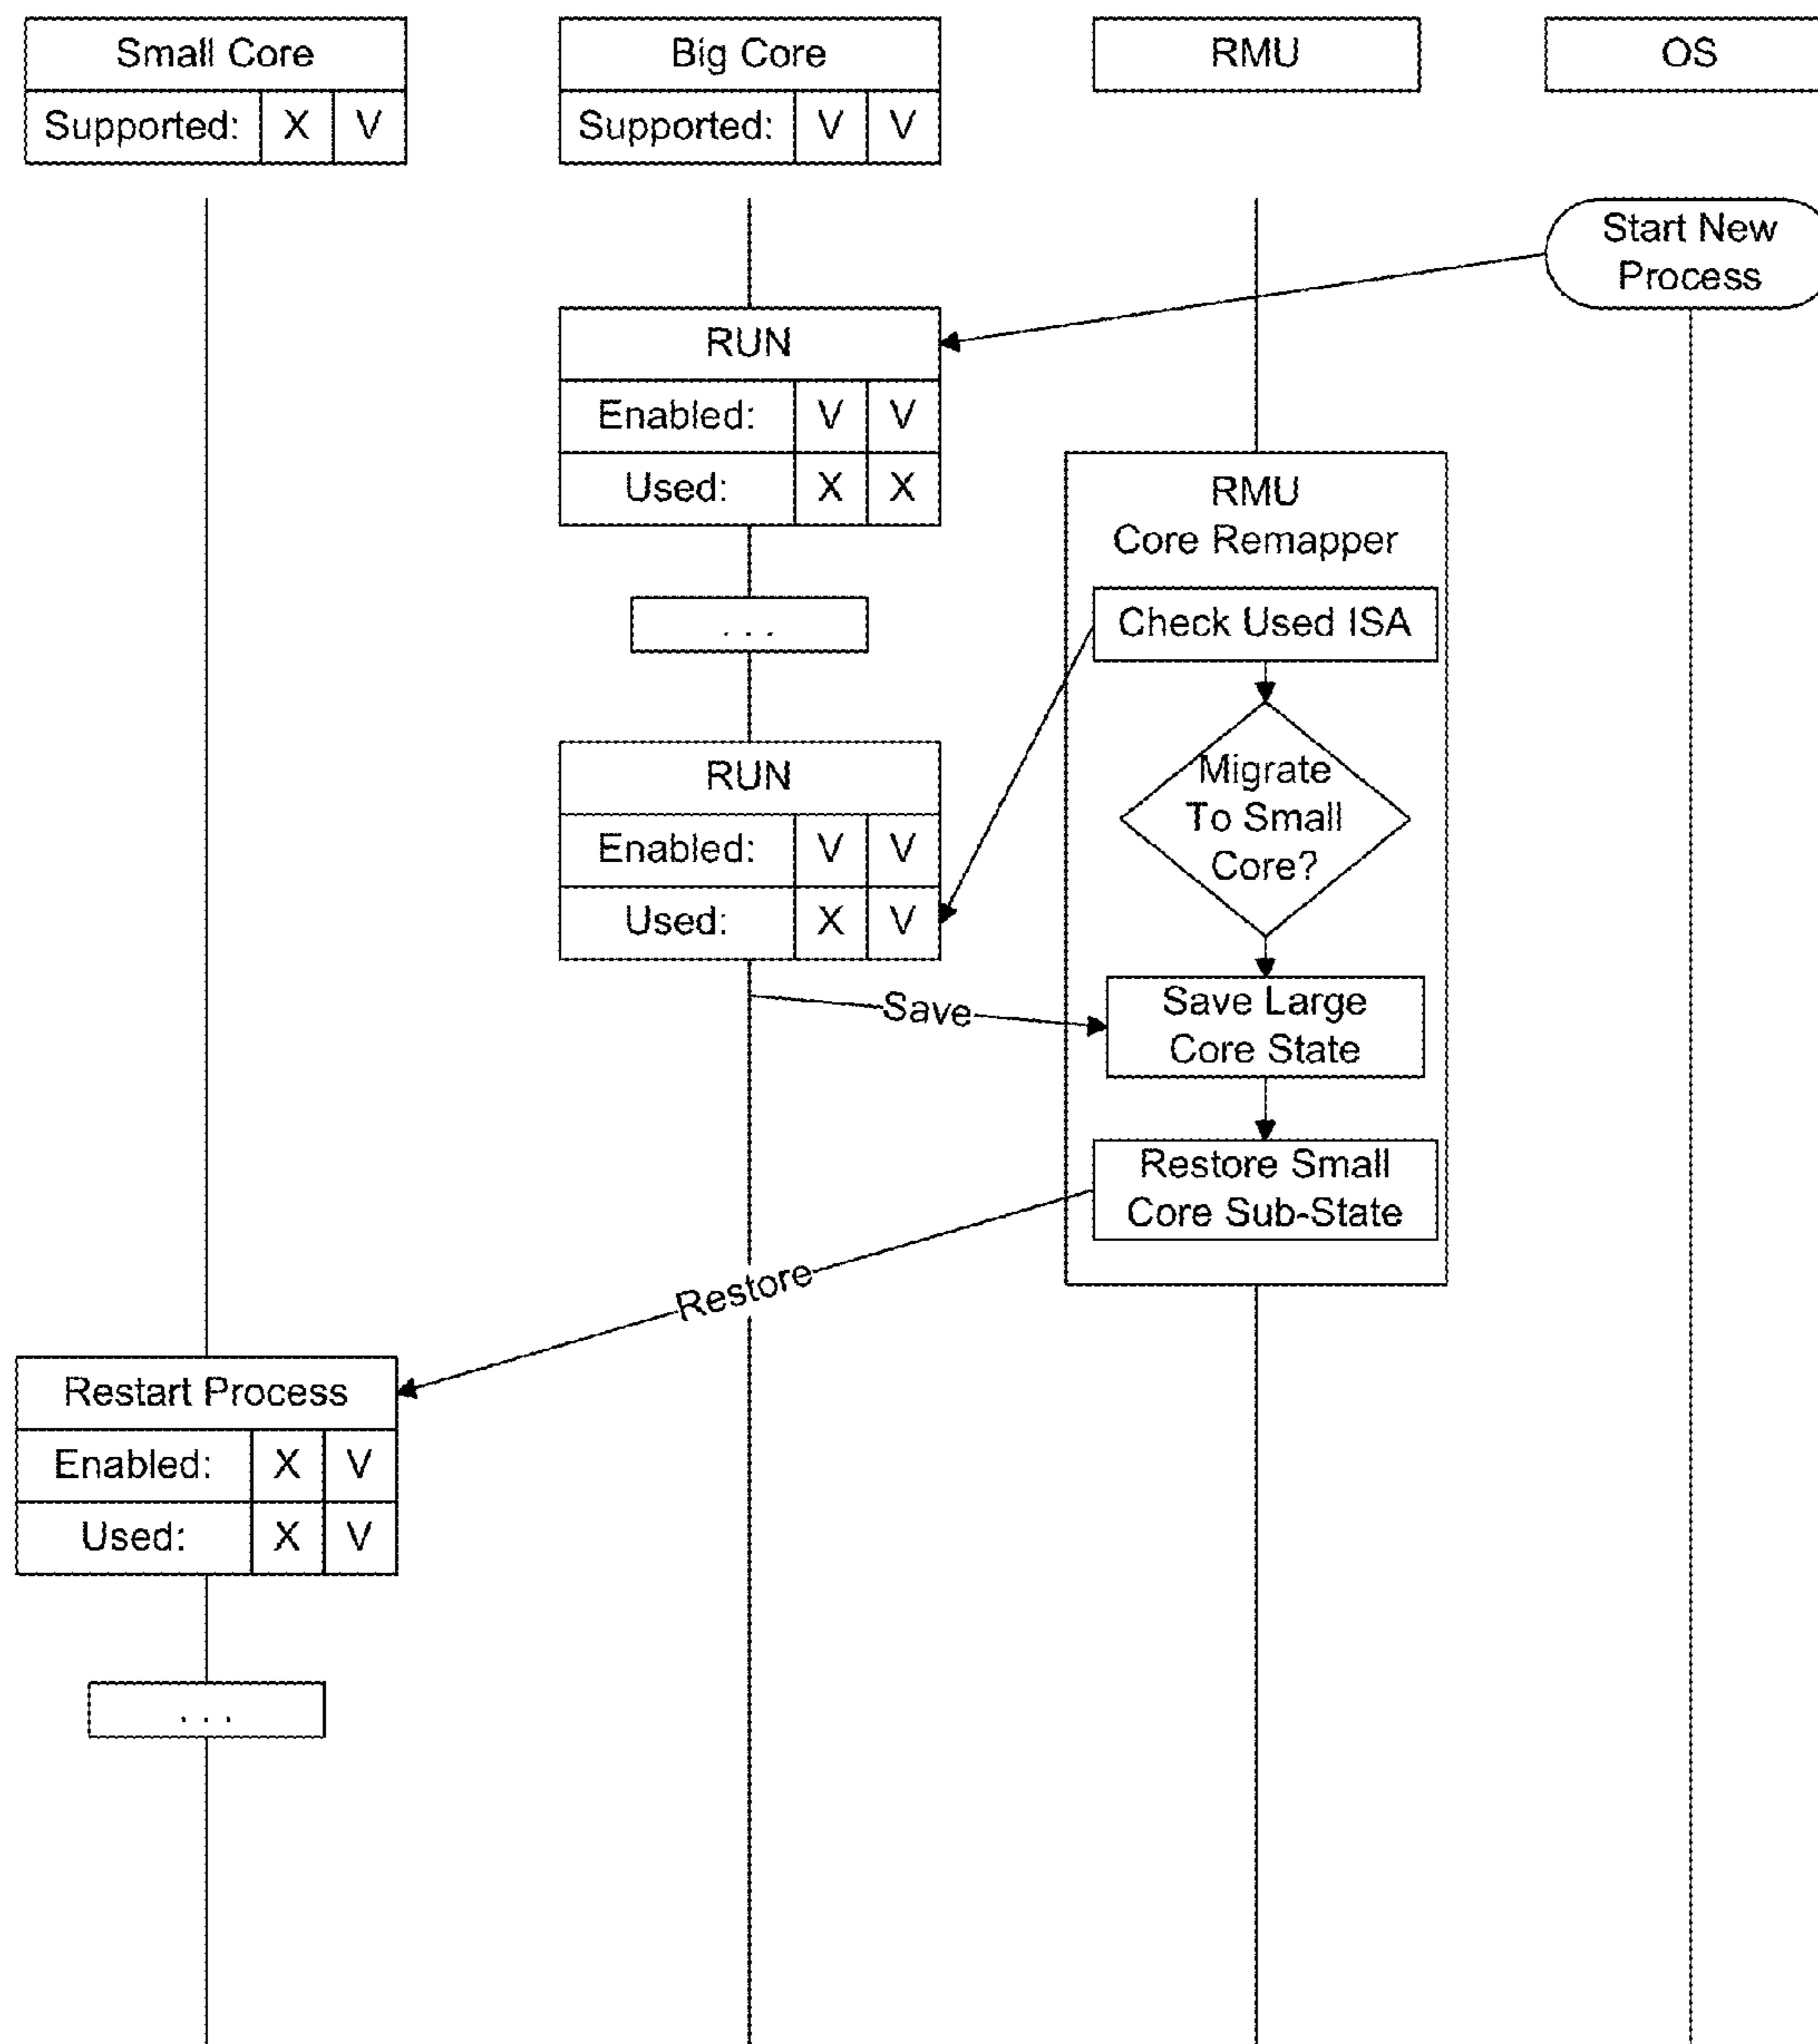 Small Core
Supported: X V
Big Core
Supported: V V
RMU
OS
Start New
Process
RUN
Enabled: V V
Used: X X
. . .
RMU
Core Remapper
Check Used ISA
Migrate
To Small
Core?
RUN
Enabled: V V
Used: X V
Save
Save Large
Core State
Restore Small
Core Sub-State
Restore
Restart Process
Enabled: X V
Used: X V
. . .